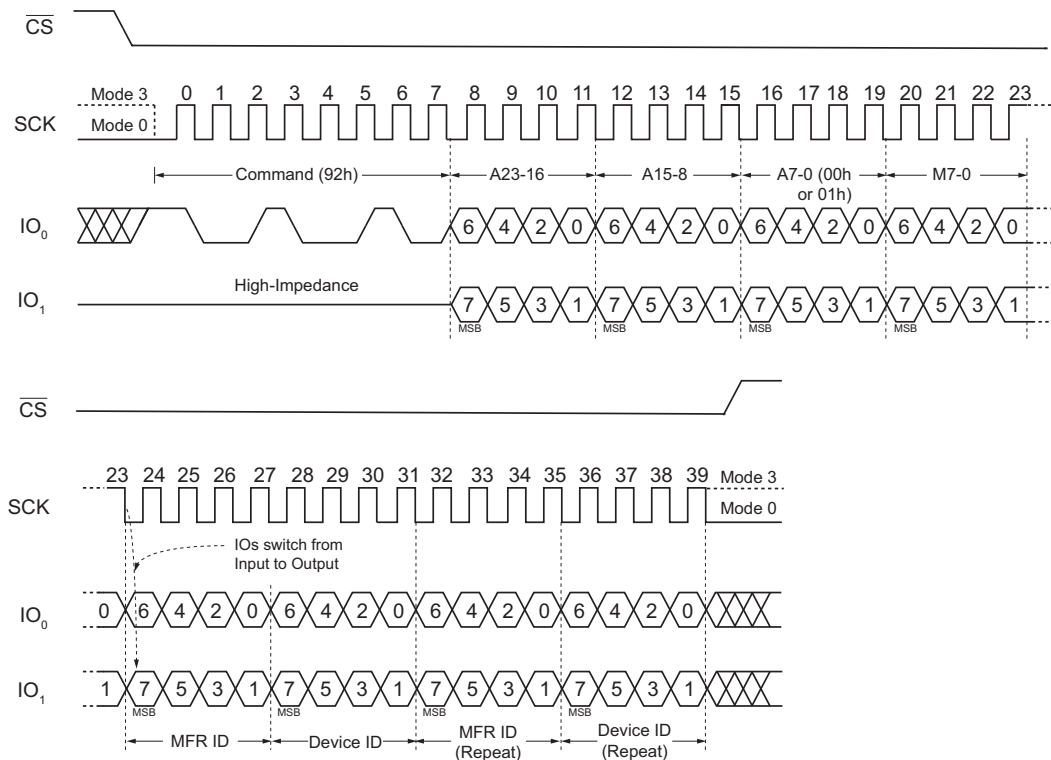 CS
Mode 3
0 1 2 3 4 5 6 7 8 9 10 11 12 13 14 15 16 17 18 19 20 21 22 23
SCK
Mode 0
Command (92h) A23-16 A15-8 A7-0 (00h M7-0
or 01h)
IO0 6 4 2 0 6 4 2 0 6 4 2 0 6 4 2 0
High-Impedance
IO1 7 5 3 1 7 5 3 1 7 5 3 1 7 5 3 1
MSB MSB MSB MSB
CS
23 24 25 26 27 28 29 30 31 32 33 34 35 36 37 38 39 Mode 3
SCK
Mode 0
IOs switch from
Input to Output
IO0 0 6 4 2 0 6 4 2 0 6 4 2 0 6 4 2 0
IO1 1 7 5 3 1 7 5 3 1 7 5 3 1 7 5 3 1
MSB MSB MSB MSB
MFR ID Device ID MFR ID Device ID
(Repeat) (Repeat)